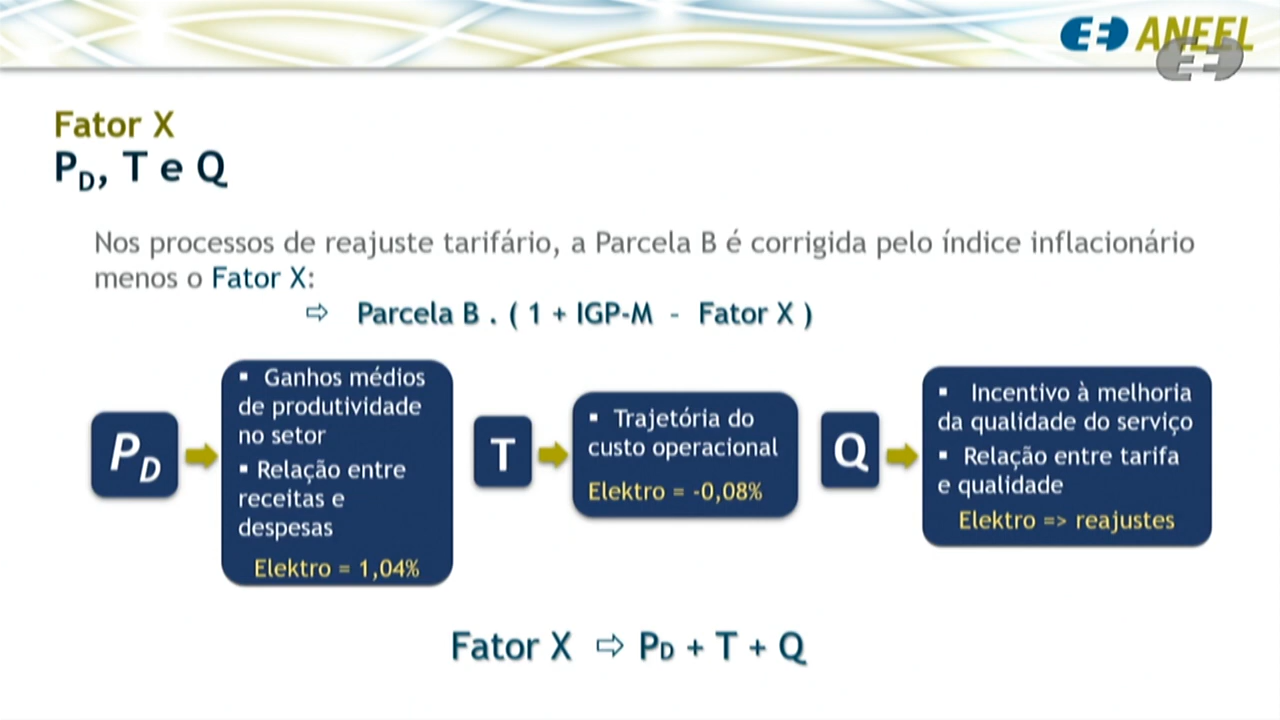 ANEEL
Fator X
PD, T e Q
Nos processos de reajuste tarifário, a Parcela B é corrigida pelo índice inflacionário
menos o Fator X:
⇨ Parcela B . ( 1 + IGP-M - Fator X )
PD
▪ Ganhos médios
de produtividade
no setor
▪ Relação entre
receitas e
despesas
Elektro = 1,04%
T
▪ Trajetória do
custo operacional
Elektro = -0,08%
Q
▪ Incentivo à melhoria
da qualidade do serviço
▪ Relação entre tarifa
e qualidade
Elektro => reajustes
Fator X ⇨ PD + T + Q